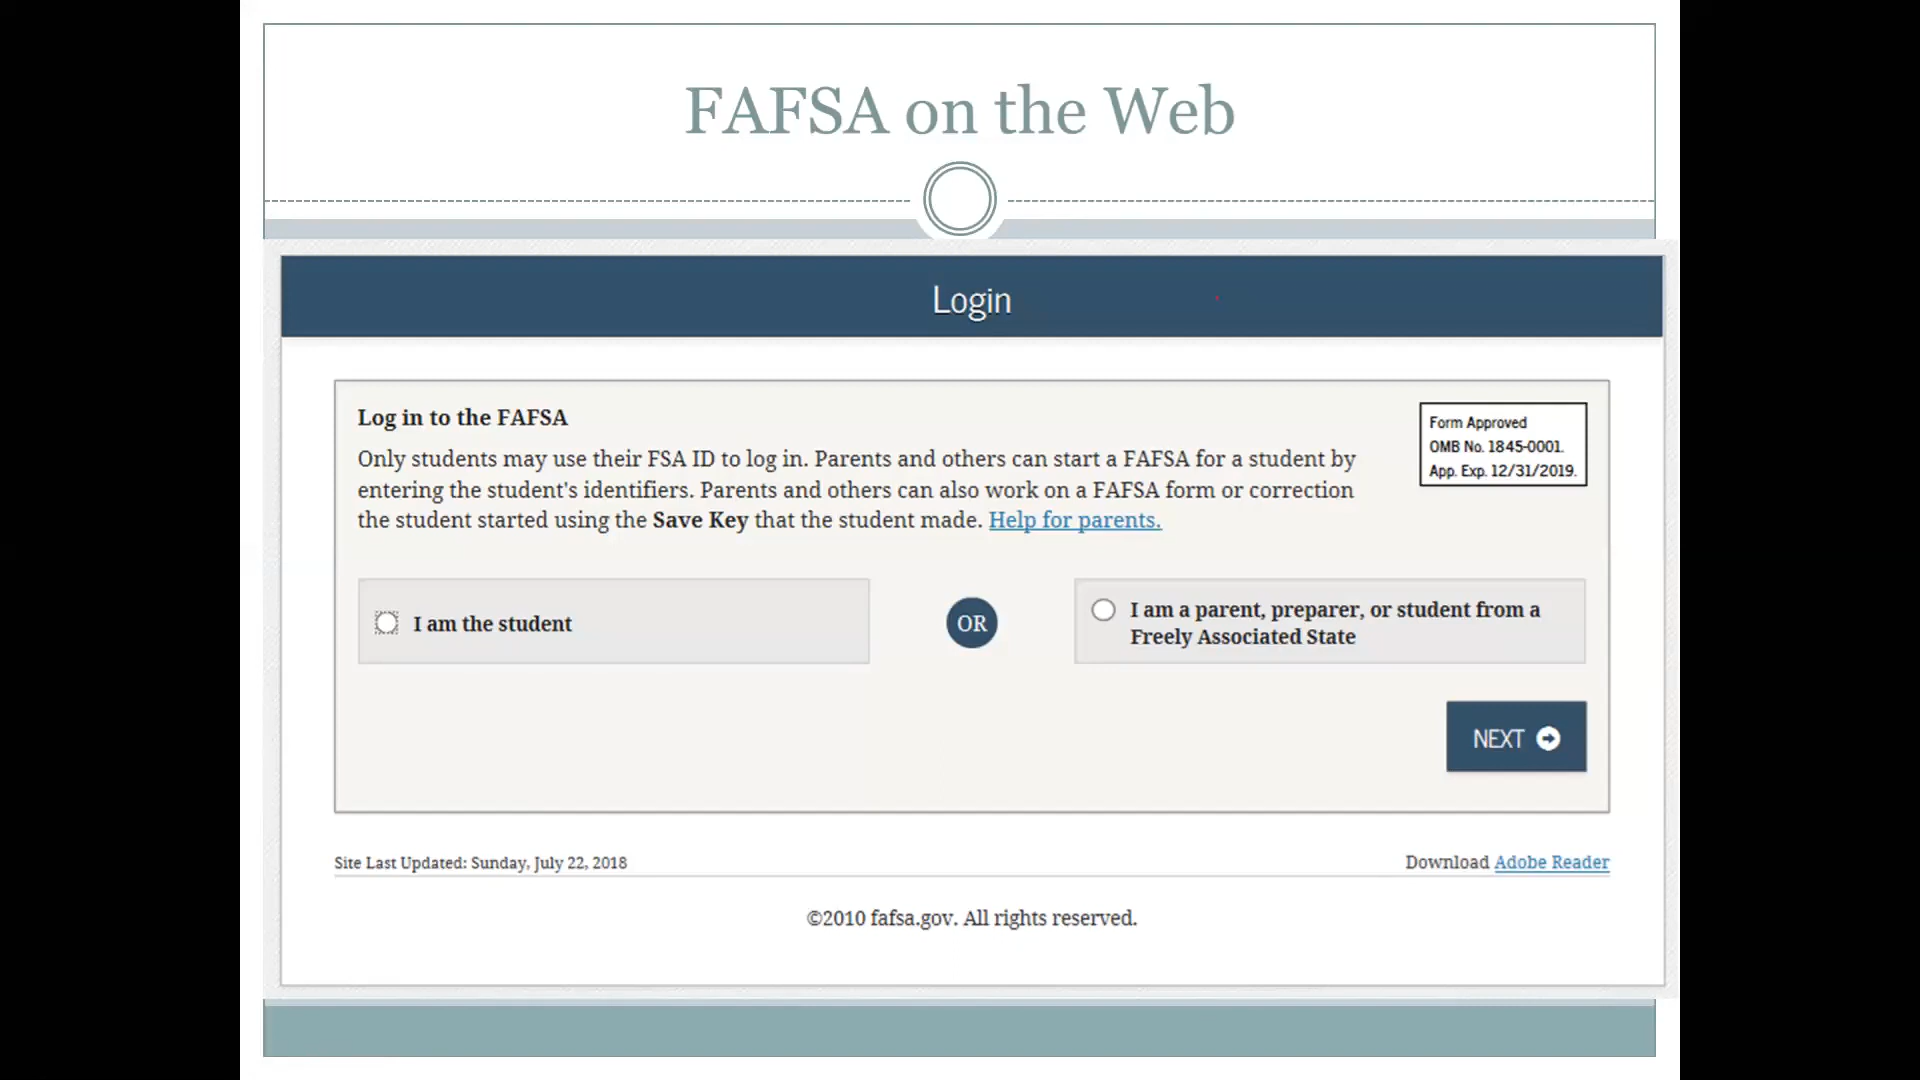 FAFSA on the Web
Login
Log in to the FAFSA
Only students may use their FSA ID to log in. Parents and others can start a FAFSA for a student by
entering the student's identifiers. Parents and others can also work on a FAFSA form or correction
the student started using the Save Key that the student made. Help for parents.
Form Approved
OMB No. 1845-0001.
App. Exp. 12/31/2019.
I am the student
OR
I am a parent, preparer, or student from a
Freely Associated State
NEXT
Site Last Updated: Sunday, July 22, 2018
Download Adobe Reader
©2010 fafsa.gov. All rights reserved.